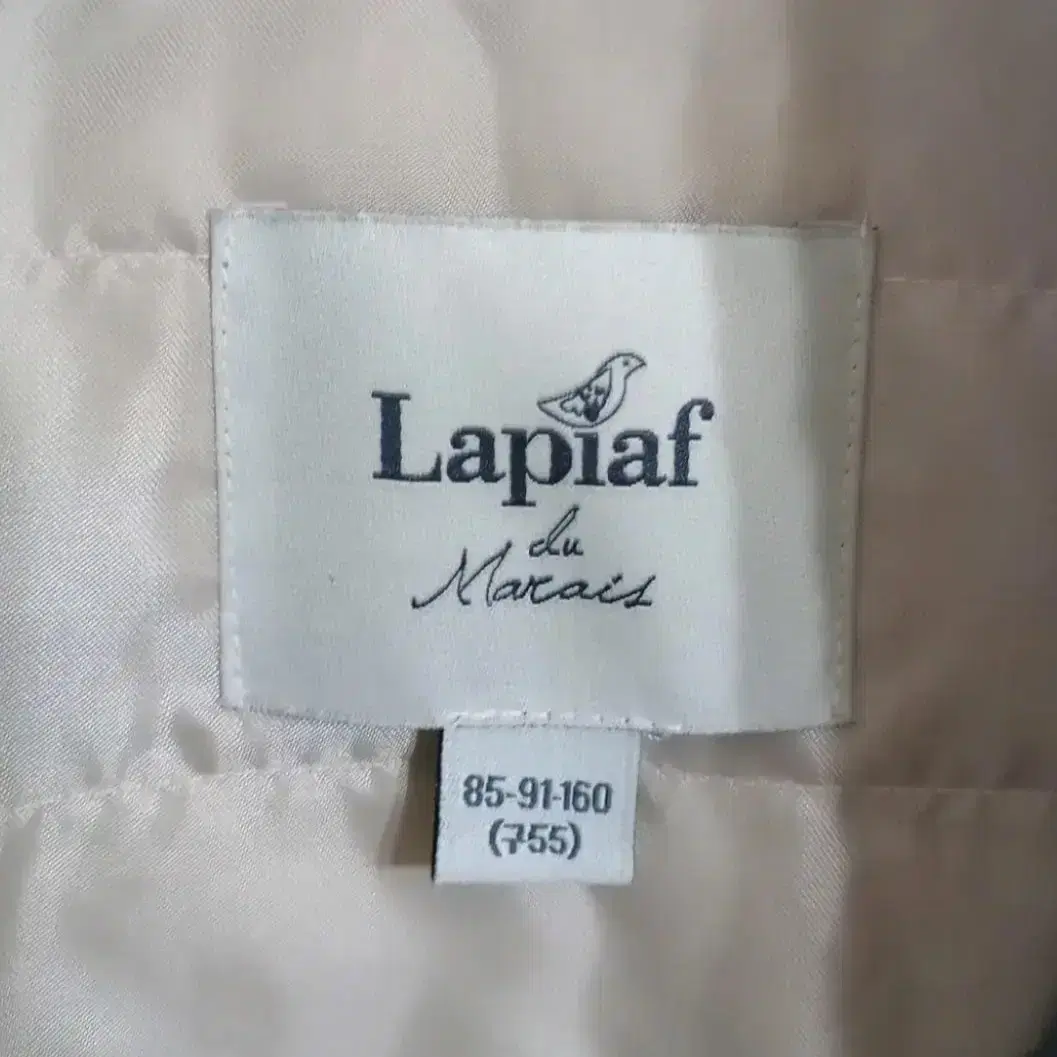 Lapiaf
du
Marais
85-91-160
(755)